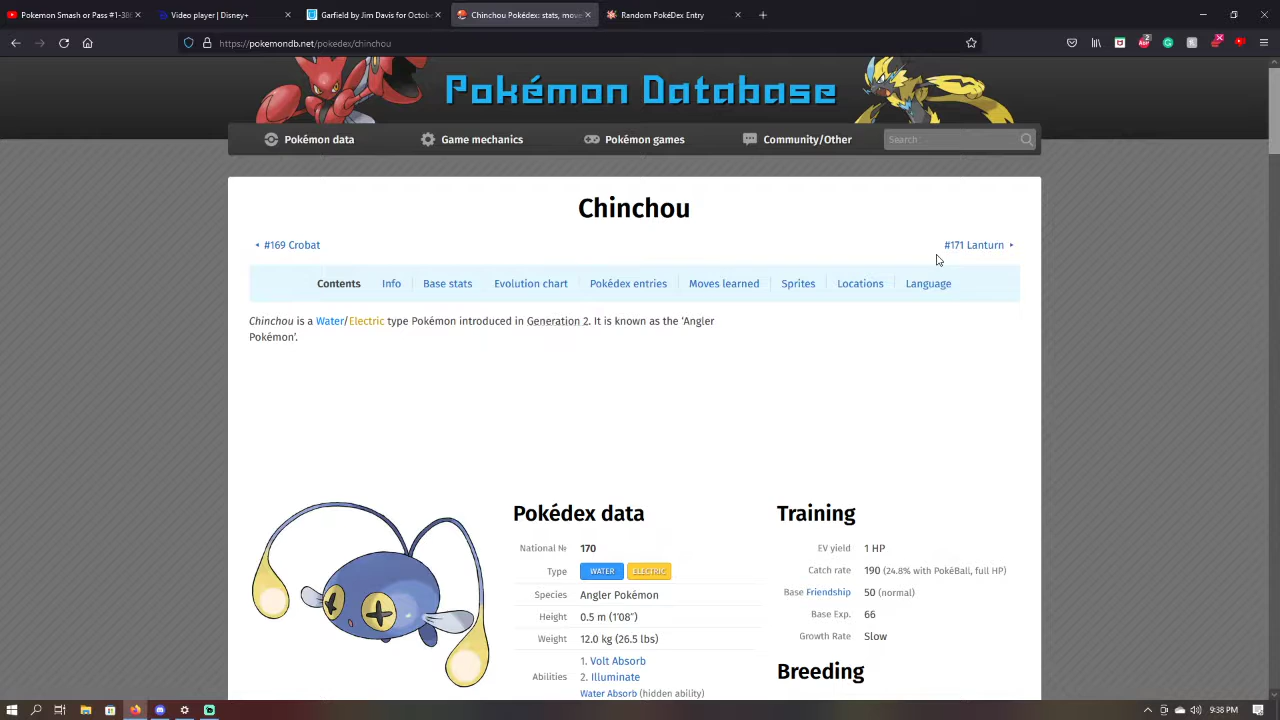 Spirits or Space or Pass #1-38
Video player | Disney+
Garfield by Jim Davis for Octobe
Chinchou Pokédex: stats, move
Random PokéDex Entry
https://pokemondb.net/pokedex/chinchou
Pokémon Database
Pokémon data
Game mechanics
Pokémon games
Community/Other
Search
Chinchou
#169 Crobat
#171 Lanturn
Contents Info Base stats Evolution chart Pokédex entries Moves learned Sprites Locations Language
Chinchou is a Water/Electric type Pokémon introduced in Generation 2. It is known as the ‘Angler
Pokémon’.
Pokédex data
National № 170
Type WATER ELECTRIC
Species Angler Pokémon
Height 0.5 m (1′08″)
Weight 12.0 kg (26.5 lbs)
Abilities 1. Volt Absorb
2. Illuminate
Water Absorb (hidden ability)
Training
EV yield 1 HP
Catch rate 190 (24.8% with PokéBall, full HP)
Base Friendship 50 (normal)
Base Exp. 66
Growth Rate Slow
Breeding
9:38 PM